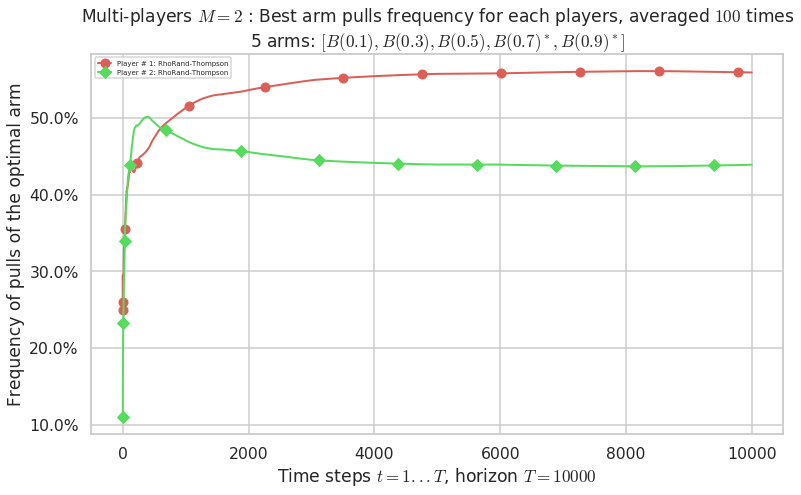 Multi-players M = 2 : Best arm pulls frequency for each players, averaged 100 times
5 arms: [B(0.1), B(0.3), B(0.5), B(0.7)*, B(0.9)*]
Player # 1: RhoRand-Thompson
Player # 2: RhoRand-Thompson
Frequency of pulls of the optimal arm
50.0%
40.0%
30.0%
20.0%
10.0%
0 2000 4000 6000 8000 10000
Time steps t = 1...T, horizon T = 10000